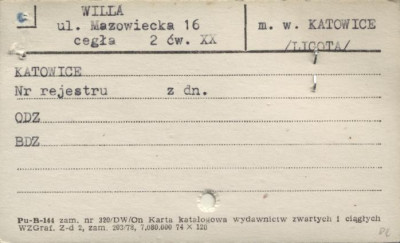 WILLA
ul. Mazowiecka 16
cegła 2 ćw. XX
m. w. KATOWICE
/LIGOTA/
KATOWICE
Nr rejestru z dn.
ODZ
BDZ
Pu-B-144 zam. nr 320/DW/On Karta katalogowa wydawnictw zwartych i ciągłych
WZGraf. Z-d 2, zam. 203/78, 7,000.000 74 X 120